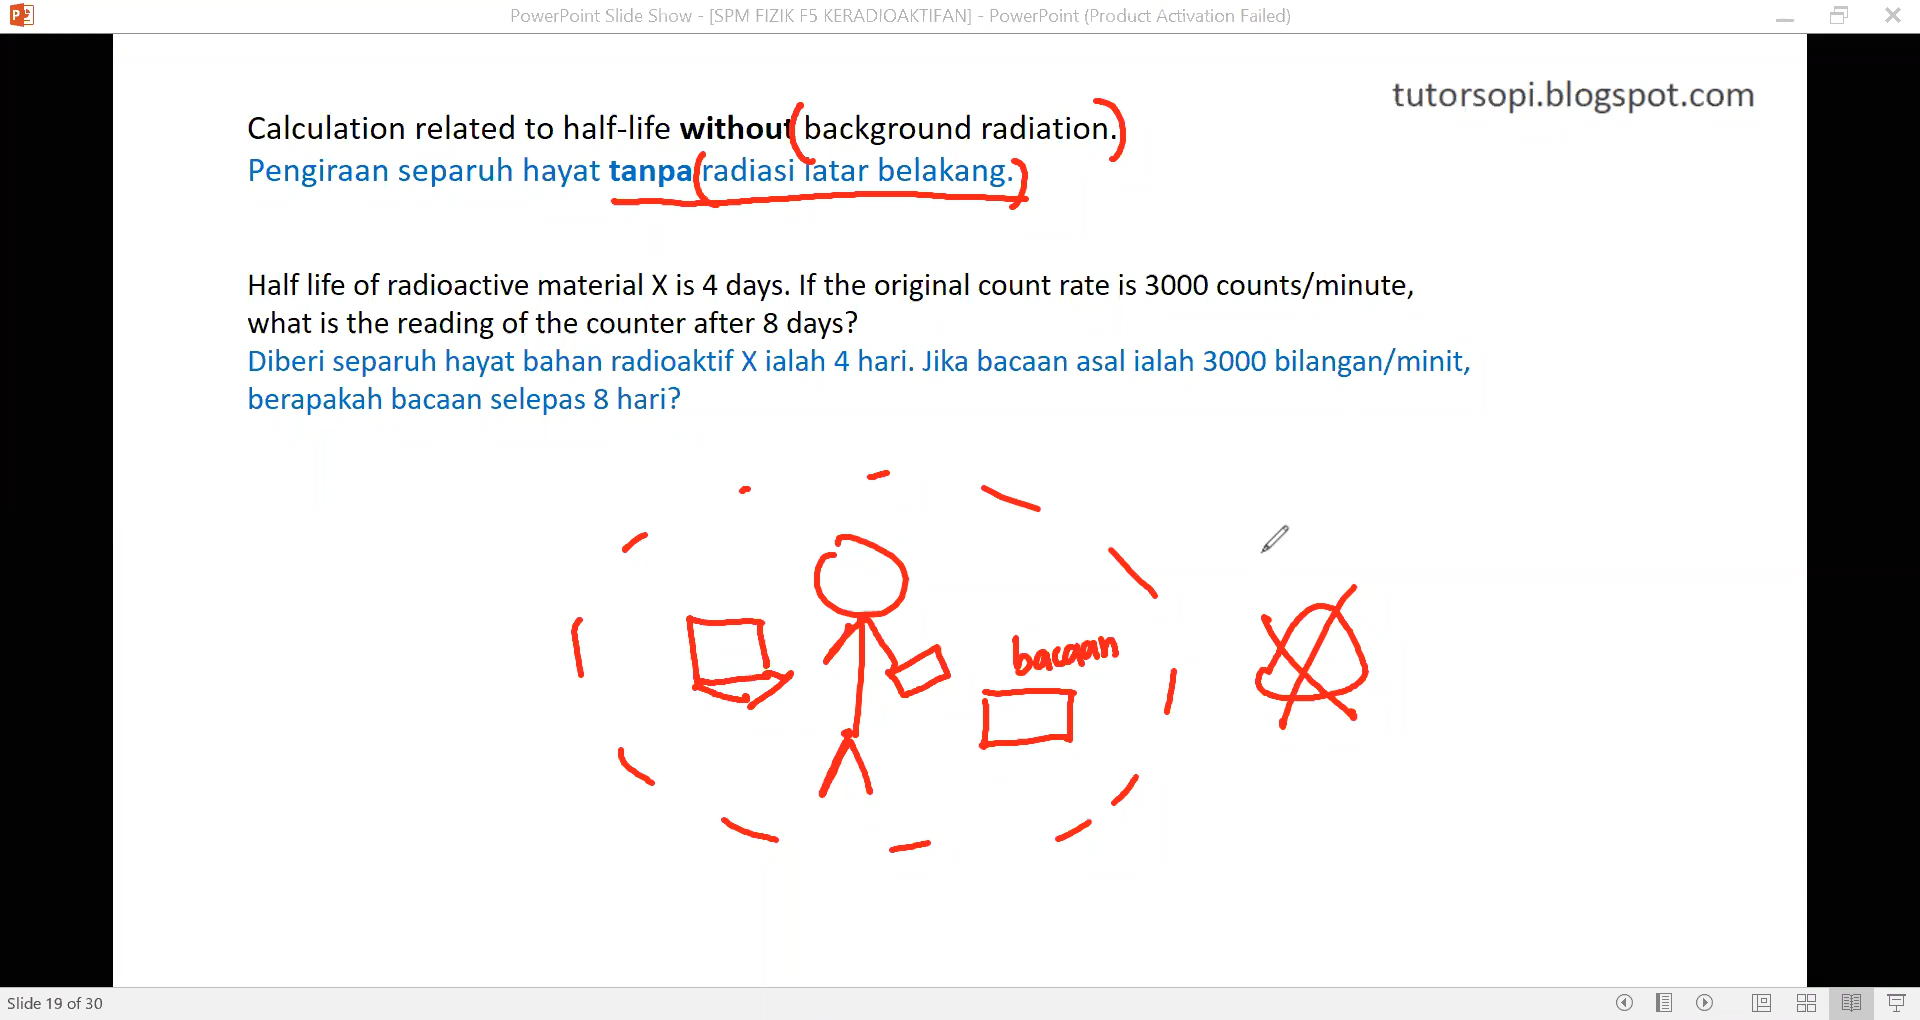 PowerPoint Slide Show - [SPM FIZIK F5 KERADIOAKTIFAN] - PowerPoint (Product Activation Failed)
tutorsopi.blogspot.com
Calculation related to half-life without background radiation.
Pengiraan separuh hayat tanpa radiasi latar belakang.
Half life of radioactive material X is 4 days. If the original count rate is 3000 counts/minute,
what is the reading of the counter after 8 days?
Diberi separuh hayat bahan radioaktif X ialah 4 hari. Jika bacaan asal ialah 3000 bilangan/minit,
berapakah bacaan selepas 8 hari?
bacaan
Slide 19 of 30